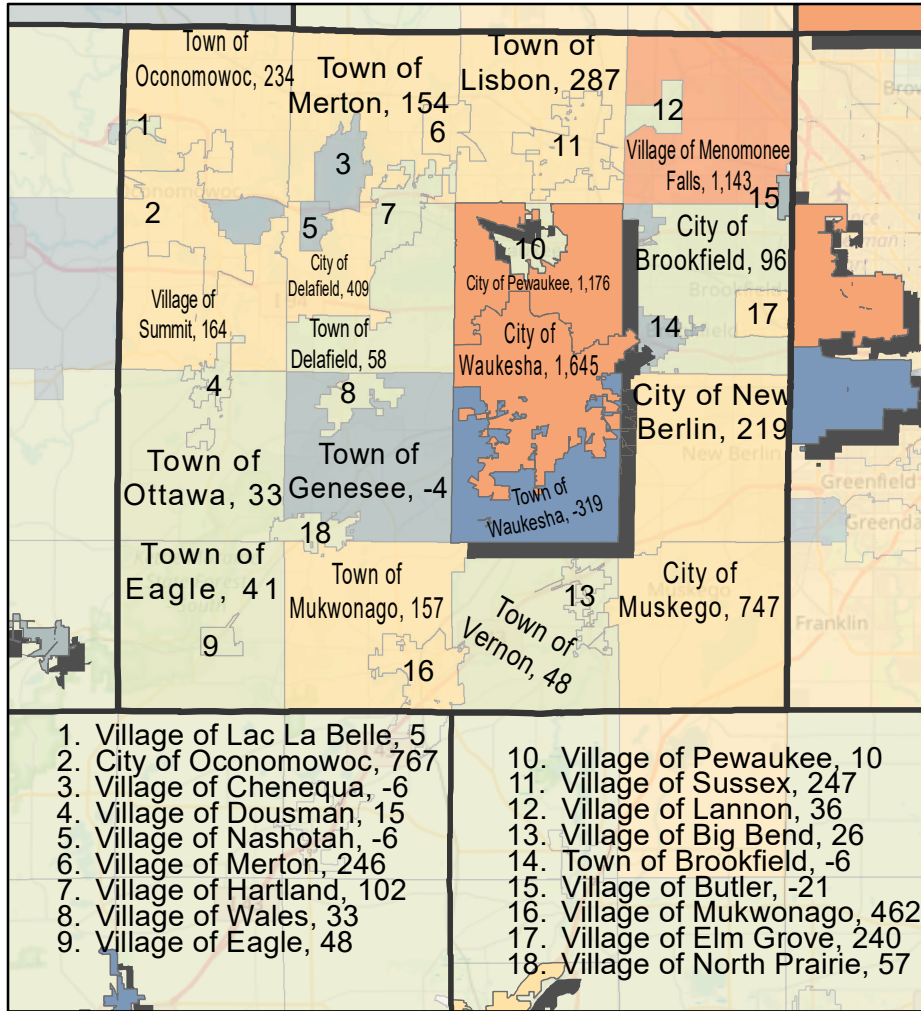 Town of
Oconomowoc, 234
Town of
Merton, 154
Town of
Lisbon, 287
12
1
6
11
3
Village of Menomonee
Falls, 1,143
15
Oconomowoc
2
5
7
10
City of
Brookfield, 96
City of
Delafield, 409
City of Pewaukee, 1,176
Village of
Summit, 164
17
14
Town of
Delafield, 58
City of
Waukesha, 1,645
4
8
City of New
Berlin, 219
New Berlin
Town of
Ottawa, 33
Town of
Genesee, -4
Town of
Waukesha, -319
Greenfield
Greenda
18
Town of
Eagle, 41
Town of
Mukwonago, 157
13
City of
Muskego, 747
Town of
Vernon, 48
Franklin
9
16
1. Village of Lac La Belle, 5
2. City of Oconomowoc, 767
3. Village of Chenequa, -6
4. Village of Dousman, 15
5. Village of Nashotah, -6
6. Village of Merton, 246
7. Village of Hartland, 102
8. Village of Wales, 33
9. Village of Eagle, 48
10. Village of Pewaukee, 10
11. Village of Sussex, 247
12. Village of Lannon, 36
13. Village of Big Bend, 26
14. Town of Brookfield, -6
15. Village of Butler, -21
16. Village of Mukwonago, 462
17. Village of Elm Grove, 240
18. Village of North Prairie, 57